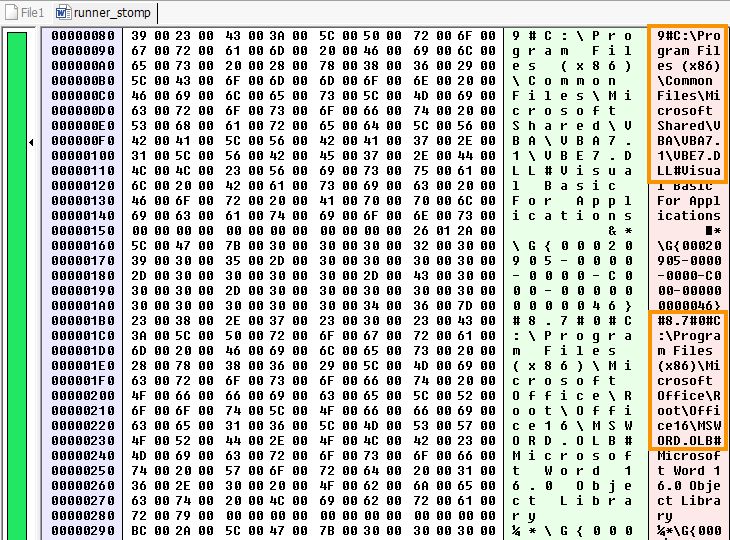 File1 runner_stomp
00000080 39 00 23 00 43 00 3A 00 5C 00 50 00 72 00 6F 00 9 # C : \ P r o 9#C:\Pro
00000090 67 00 72 00 61 00 6D 00 20 00 46 00 69 00 6C 00 g r a m F i l gram Fil
000000A0 65 00 73 00 20 00 28 00 78 00 38 00 36 00 29 00 e s ( x 8 6 ) es (x86)
000000B0 5C 00 43 00 6F 00 6D 00 6D 00 6F 00 6E 00 20 00 \ C o m m o n \Common
000000C0 46 00 69 00 6C 00 65 00 73 00 5C 00 4D 00 69 00 F i l e s \ M i Files\Mi
000000D0 63 00 72 00 6F 00 73 00 6F 00 66 00 74 00 20 00 c r o s o f t crosoft
000000E0 53 00 68 00 61 00 72 00 65 00 64 00 5C 00 56 00 S h a r e d \ V Shared\V
000000F0 42 00 41 00 5C 00 56 00 42 00 41 00 37 00 2E 00 B A \ V B A 7 . BA\VBA7.
00000100 31 00 5C 00 56 00 42 00 45 00 37 00 2E 00 44 00 1 \ V B E 7 . D 1\VBE7.D
00000110 4C 00 4C 00 23 00 56 00 69 00 73 00 75 00 61 00 L L # V i s u a LL#Visua
00000120 6C 00 20 00 42 00 61 00 73 00 69 00 63 00 20 00 l B a s i c l Basic
00000130 46 00 6F 00 72 00 20 00 41 00 70 00 70 00 6C 00 F o r A p p l For Appl
00000140 69 00 63 00 61 00 74 00 69 00 6F 00 6E 00 73 00 i c a t i o n s ications
00000150 00 00 00 00 00 00 00 00 00 00 00 00 26 01 2A 00 & * *
00000160 5C 00 47 00 7B 00 30 00 30 00 30 00 32 00 30 00 \ G { 0 0 0 2 0 \G{00020
00000170 39 00 30 00 35 00 2D 00 30 00 30 00 30 00 30 00 9 0 5 - 0 0 0 0 905-0000
00000180 2D 00 30 00 30 00 30 00 30 00 2D 00 43 00 30 00 - 0 0 0 0 - C 0 -0000-C0
00000190 30 00 30 00 2D 00 30 00 30 00 30 00 30 00 30 00 0 0 - 0 0 0 0 0 00-00000
000001A0 30 00 30 00 30 00 30 00 30 00 34 00 36 00 7D 00 0 0 0 0 0 4 6 } 0000046}
000001B0 23 00 38 00 2E 00 37 00 23 00 30 00 23 00 43 00 # 8 . 7 # 0 # C #8.7#0#C
000001C0 3A 00 5C 00 50 00 72 00 6F 00 67 00 72 00 61 00 : \ P r o g r a :\Progra
000001D0 6D 00 20 00 46 00 69 00 6C 00 65 00 73 00 20 00 m F i l e s m Files
000001E0 28 00 78 00 38 00 36 00 29 00 5C 00 4D 00 69 00 ( x 8 6 ) \ M i (x86)\Mi
000001F0 63 00 72 00 6F 00 73 00 6F 00 66 00 74 00 20 00 c r o s o f t crosoft
00000200 4F 00 66 00 66 00 69 00 63 00 65 00 5C 00 52 00 O f f i c e \ R Office\R
00000210 6F 00 6F 00 74 00 5C 00 4F 00 66 00 66 00 69 00 o o t \ O f f i oot\Offi
00000220 63 00 65 00 31 00 36 00 5C 00 4D 00 53 00 57 00 c e 1 6 \ M S W ce16\MSW
00000230 4F 00 52 00 44 00 2E 00 4F 00 4C 00 42 00 23 00 O R D . O L B # ORD.OLB#
00000240 4D 00 69 00 63 00 72 00 6F 00 73 00 6F 00 66 00 M i c r o s o f Microsof
00000250 74 00 20 00 57 00 6F 00 72 00 64 00 20 00 31 00 t W o r d 1 t Word 1
00000260 36 00 2E 00 30 00 20 00 4F 00 62 00 6A 00 65 00 6 . 0 O b j e 6.0 Obje
00000270 63 00 74 00 20 00 4C 00 69 00 62 00 72 00 61 00 c t L i b r a ct Libra
00000280 72 00 79 00 00 00 00 00 00 00 00 00 00 00 00 00 r y ry
00000290 BC 00 2A 00 5C 00 47 00 7B 00 30 00 30 00 30 00 ¼ * \ G { 0 0 0 ¼*\G{000